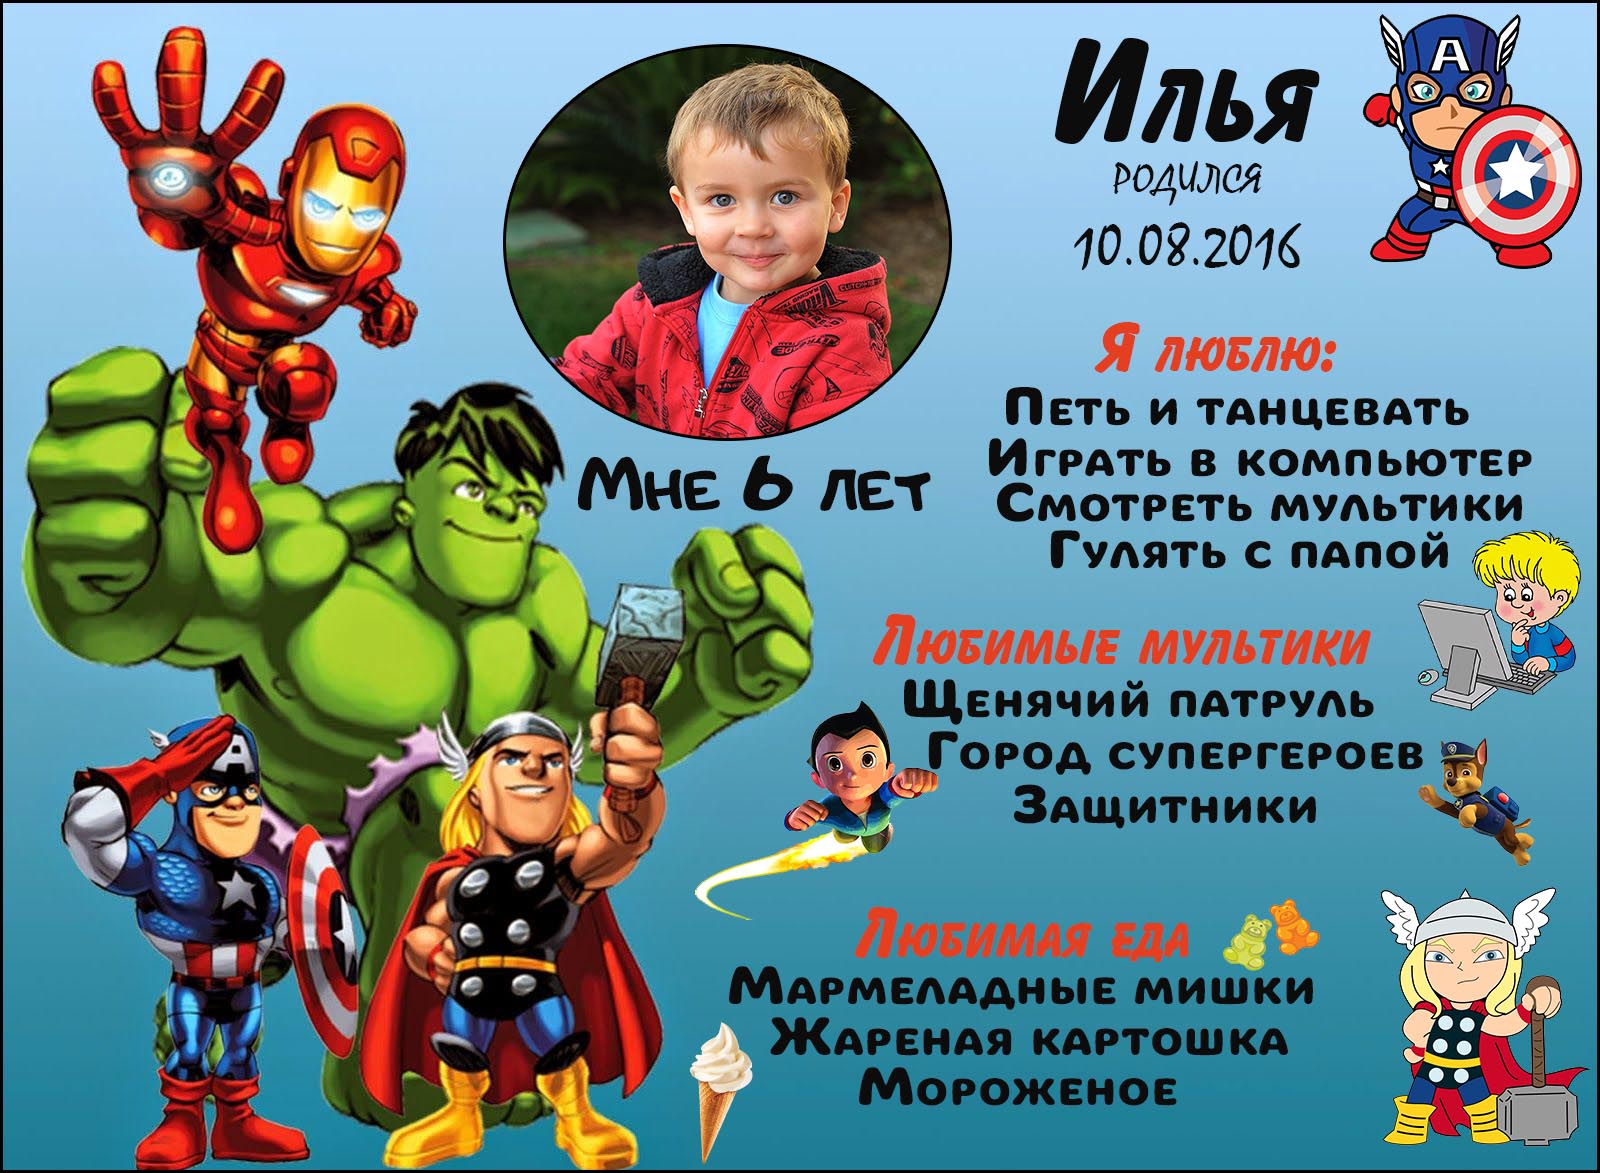 Илья
родился
10.08.2016
Мне 6 лет
Я люблю:
Петь и танцевать
Играть в компьютер
Смотреть мультики
Гулять с папой
Любимые мультики
Щенячий патруль
Город супергероев
Защитники
Любимая еда
Мармеладные мишки
Жареная картошка
Мороженое